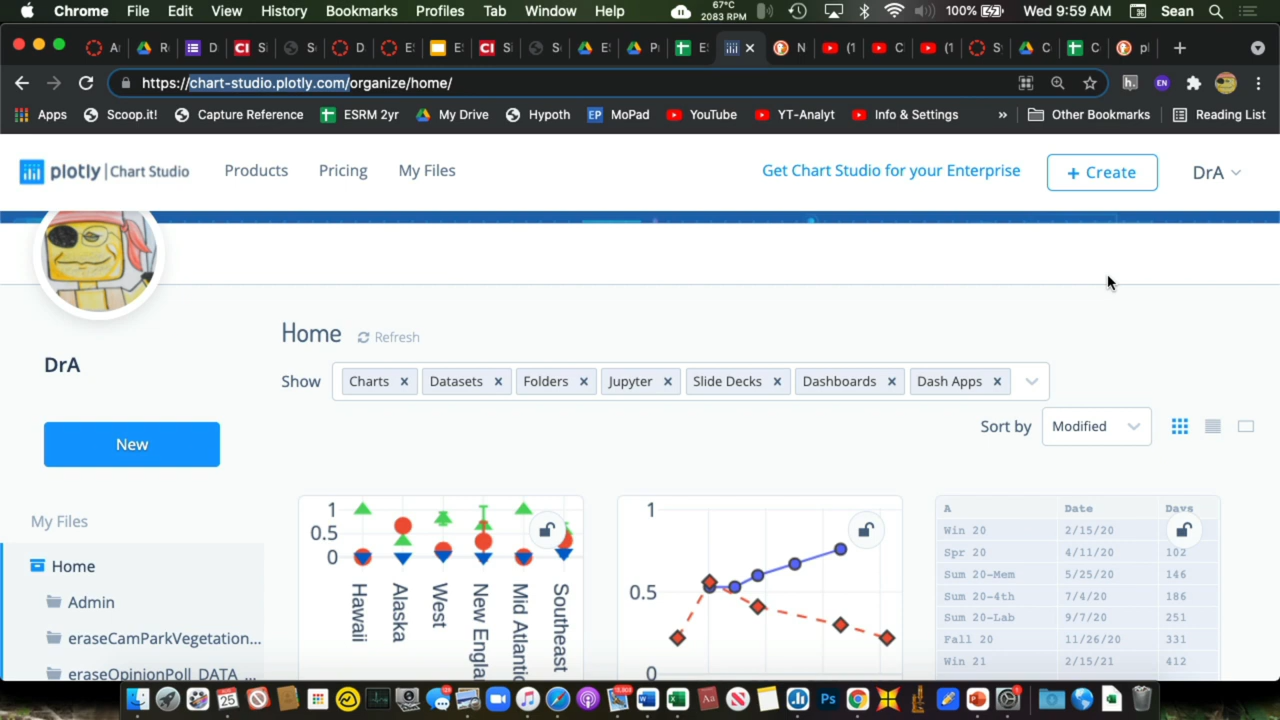 Chrome File Edit View History Bookmarks Profiles Tab Window Help 67°C 2083 RPM 100% Wed 9:59 AM Sean
https://chart-studio.plotly.com/organize/home/
Apps Scoop.it! Capture Reference ESRM 2yr My Drive Hypoth MoPad YouTube YT-Analyt Info & Settings » Other Bookmarks Reading List
plotly | Chart Studio Products Pricing My Files Get Chart Studio for your Enterprise + Create DrA
Home Refresh
DrA
Show Charts × Datasets × Folders × Jupyter × Slide Decks × Dashboards × Dash Apps ×
Sort by Modified
New
My Files
Home
Admin
eraseCamParkVegetation...
eraseOpinionPoll_DATA_...
1
0.5
0
Hawaii
Alaska
West
New Engla
Mid Atlantic
Southeast
1
0.5
0
A Date Days
Win 20 2/15/20
Spr 20 4/11/20 102
Sum 20-Mem 5/25/20 146
Sum 20-4th 7/4/20 186
Sum 20-Lab 9/7/20 251
Fall 20 11/26/20 331
Win 21 2/15/21 412